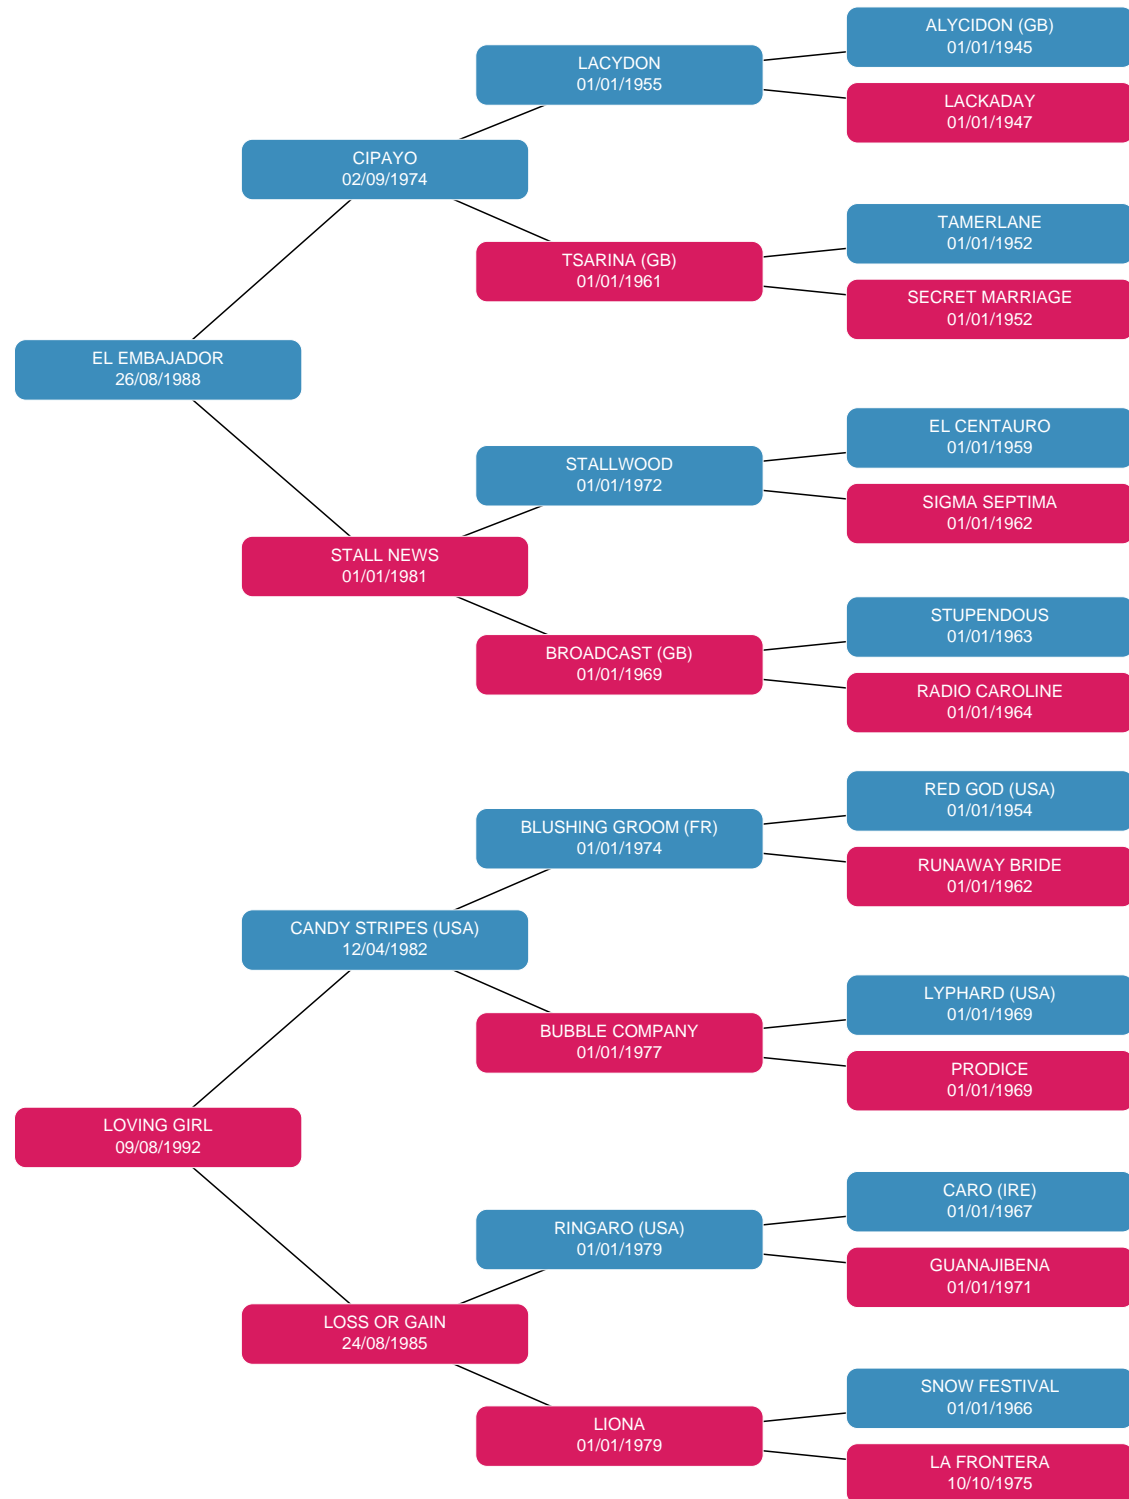 ALYCIDON (GB)
01/01/1945
LACYDON
01/01/1955
LACKADAY
01/01/1947
CIPAYO
02/09/1974
TAMERLANE
01/01/1952
TSARINA (GB)
01/01/1961
SECRET MARRIAGE
01/01/1952
EL EMBAJADOR
26/08/1988
EL CENTAURO
01/01/1959
STALLWOOD
01/01/1972
SIGMA SEPTIMA
01/01/1962
STALL NEWS
01/01/1981
STUPENDOUS
01/01/1963
BROADCAST (GB)
01/01/1969
RADIO CAROLINE
01/01/1964
RED GOD (USA)
01/01/1954
BLUSHING GROOM (FR)
01/01/1974
RUNAWAY BRIDE
01/01/1962
CANDY STRIPES (USA)
12/04/1982
LYPHARD (USA)
01/01/1969
BUBBLE COMPANY
01/01/1977
PRODICE
01/01/1969
LOVING GIRL
09/08/1992
CARO (IRE)
01/01/1967
RINGARO (USA)
01/01/1979
GUANAJIBENA
01/01/1971
LOSS OR GAIN
24/08/1985
SNOW FESTIVAL
01/01/1966
LIONA
01/01/1979
LA FRONTERA
10/10/1975